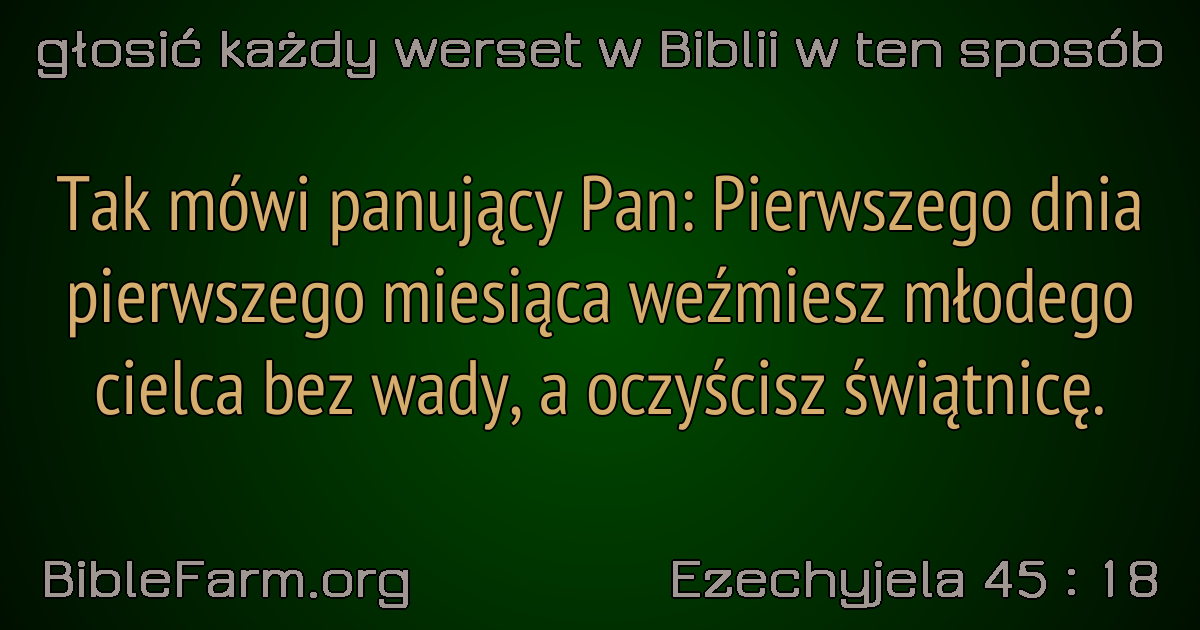 głosić każdy werset w Biblii w ten sposób
Tak mówi panujący Pan: Pierwszego dnia
pierwszego miesiąca weźmiesz młodego
cielca bez wady, a oczyścisz świątnicę.
BibleFarm.org
Ezechyjela 45 : 18